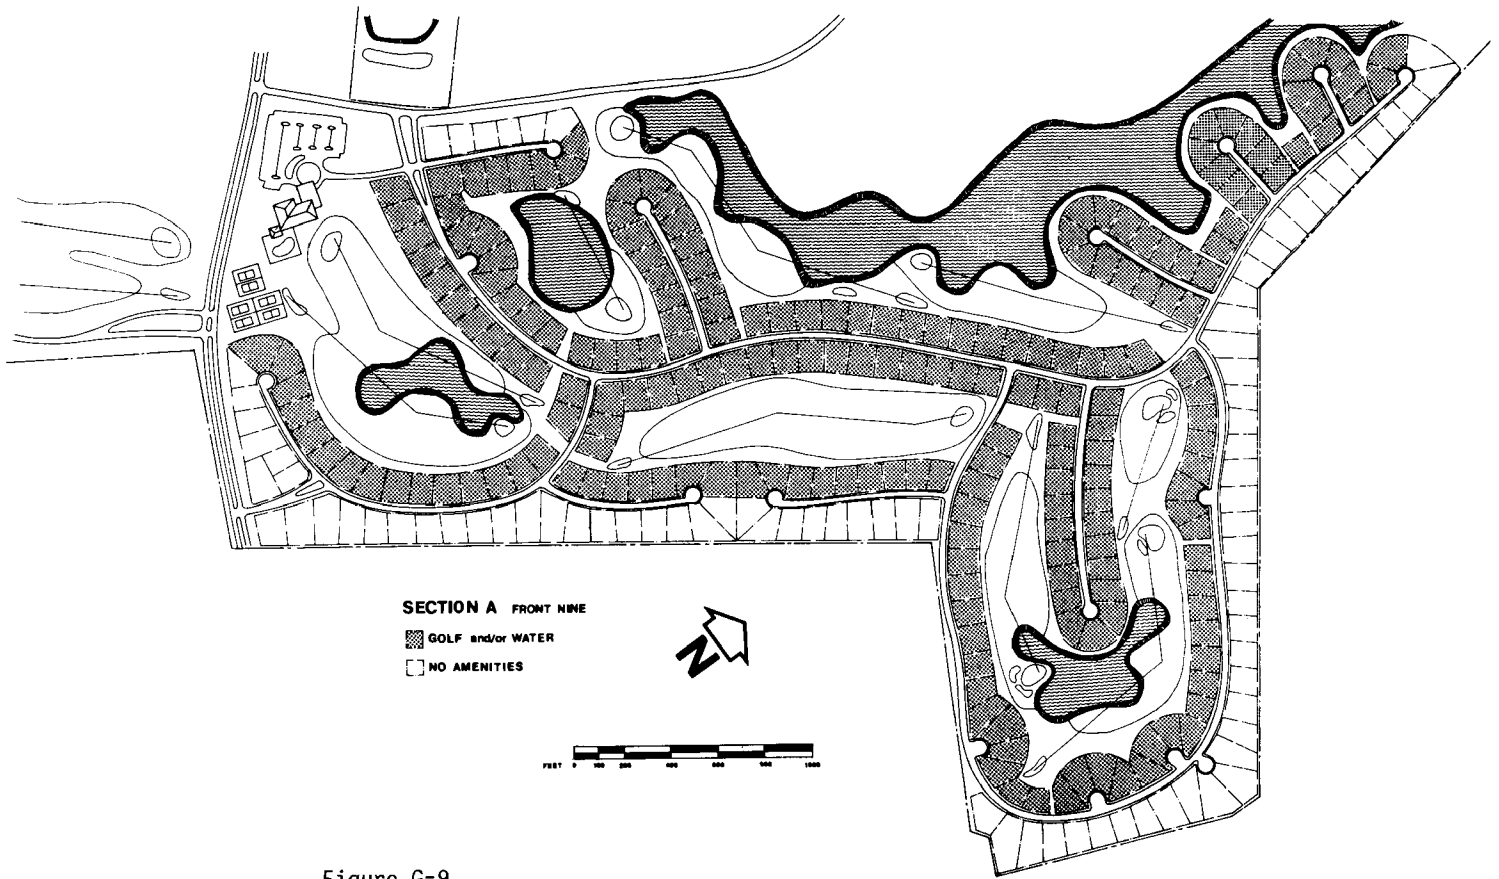 SECTION A FRONT NINE
GOLF and/or WATER
NO AMENITIES
N
FEET 0 100 200 400 600 800 1000
Figure G-9